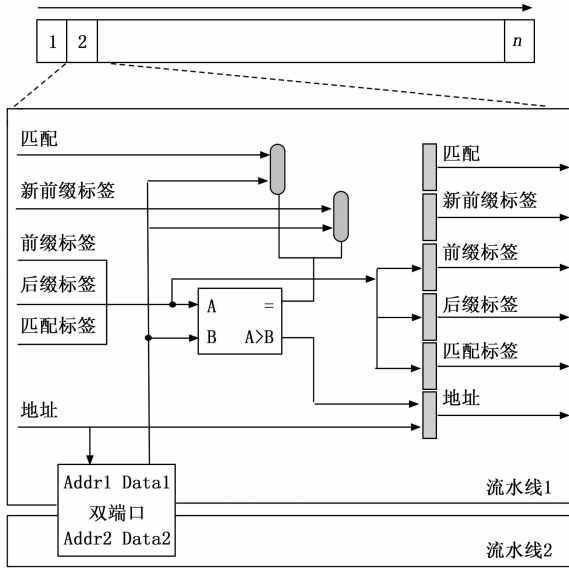 1 2 n
匹配
新前缀标签
前缀标签
后缀标签
匹配标签
地址
A =
B A>B
匹配
新前缀标签
前缀标签
后缀标签
匹配标签
地址
Addr1 Data1
双端口
Addr2 Data2
流水线1
流水线2